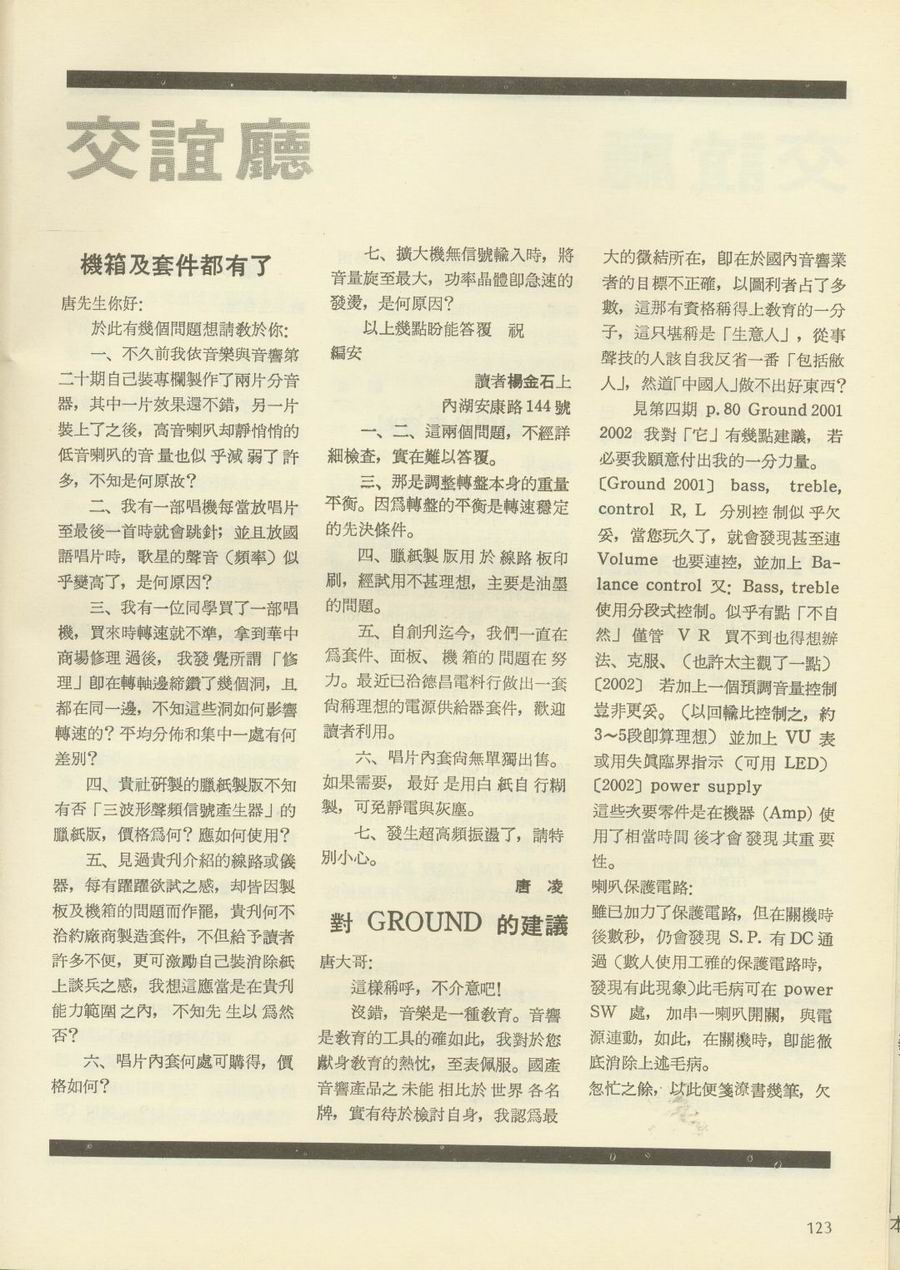 交誼廳
機箱及套件都有了
唐先生你好：
於此有幾個問題想請教於你：
一、不久前我依音樂與音響第
二十期自己裝專欄製作了兩片分音
器，其中一片效果還不錯，另一片
裝上了之後，高音喇叭却靜悄悄的
低音喇叭的音量也似乎減弱了許
多，不知是何原故？
二、我有一部唱機每當放唱片
至最後一首時就會跳針；並且放國
語唱片時，歌星的聲音（頻率）似
乎變高了，是何原因？
三、我有一位同學買了一部唱
機，買來時轉速就不準，拿到華中
商場修理過後，我發覺所謂「修
理」卽在轉軸邊締鑽了幾個洞，且
都在同一邊，不知這些洞如何影響
轉速的？平均分佈和集中一處有何
差別？
四、貴社硏製的臘紙製版不知
有否「三波形聲頻信號產生器」的
臘紙版，價格爲何？應如何使用？
五、見過貴刋介紹的線路或儀
器，每有躍躍欲試之感，却皆因製
板及機箱的問題而作罷，貴刋何不
洽約廠商製造套件，不但給予讀者
許多不便，更可激勵自己裝消除紙
上談兵之感，我想這應當是在貴刋
能力範圍之內，不知先生以爲然
否？
六、唱片內套何處可購得，價
格如何？
七、擴大機無信號輸入時，將
音量旋至最大，功率晶體卽急速的
發燙，是何原因？
以上幾點盼能答覆　祝
編安
讀者楊金石上
內湖安康路144號
一、二、這兩個問題，不經詳
細檢查，實在難以答覆。
三、那是調整轉盤本身的重量
平衡。因爲轉盤的平衡是轉速穩定
的先決條件。
四、臘紙製版用於線路板印
刷，經試用不甚理想，主要是油墨
的問題。
五、自創刋迄今，我們一直在
爲套件、面板、機箱的問題在努
力。最近已洽德昌電料行做出一套
尙稱理想的電源供給器套件，歡迎
讀者利用。
六、唱片內套尙無單獨出售。
如果需要，最好是用白紙自行糊
製，可免靜電與灰塵。
七、發生超高頻振盪了，請特
別小心。
唐　凌
對 GROUND 的建議
唐大哥：
這樣稱呼，不介意吧！
沒錯，音樂是一種教育。音響
是教育的工具的確如此，我對於您
獻身教育的熱忱，至表佩服。國產
音響產品之未能相比於世界各名
牌，實有待於檢討自身，我認爲最
大的癥結所在，卽在於國內音響業
者的目標不正確，以圖利者占了多
數，這那有資格稱得上教育的一分
子，這只堪稱是「生意人」，從事
聲技的人該自我反省一番「包括敝
人」，然道「中國人」做不出好東西？
見第四期 p.80 Ground 2001
2002 我對「它」有幾點建議，若
必要我願意付出我的一分力量。
〔Ground 2001〕 bass, treble,
control R, L 分別控制似乎欠
妥，當您玩久了，就會發現甚至連
Volume 也要連控，並加上 Ba-
lance control 又：Bass, treble
使用分段式控制。似乎有點「不自
然」僅管 V R 買不到也得想辦
法、克服、（也許太主觀了一點）
〔2002〕 若加上一個預調音量控制
豈非更妥。（以回輸比控制之，約
3～5段卽算理想）並加上 VU 表
或用失眞臨界指示（可用 LED）
〔2002〕power supply
這些次要零件是在機器（Amp）使
用了相當時間後才會發現其重要
性。
喇叭保護電路：
雖已加力了保護電路，但在關機時
後數秒，仍會發現 S.P. 有DC通
過（數人使用工雅的保護電路時，
發現有此現象）此毛病可在 power
SW 處，加串一喇叭開關，與電
源連動，如此，在關機時，卽能徹
底消除上述毛病。
怱忙之餘，以此便箋潦書幾筆，欠
123